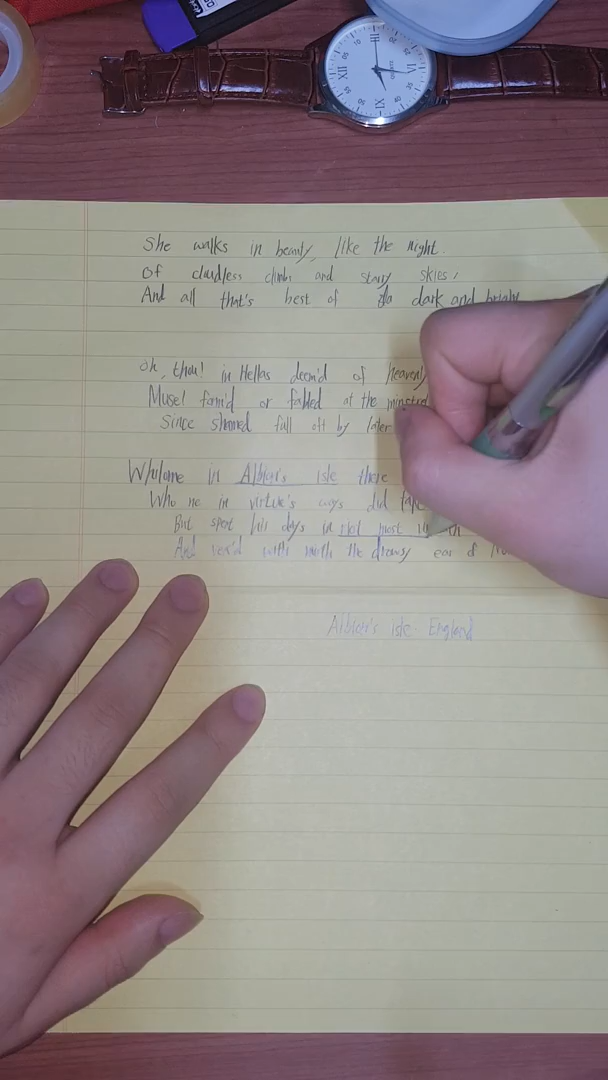 She walks in beauty, like the night.
Of cloudless climbs and starry skies,
And all that's best of dark and bright
Oh, thou! in Hellas deem'd of heavenly
Muse! form'd or fabled at the minstrel
Since shamed full oft by later
Whilome in Albion's isle there
Who ne in virtue's ways did take
But spent his days in riot most
And vex'd with mirth the drowsy ear of
Albion's isle: England